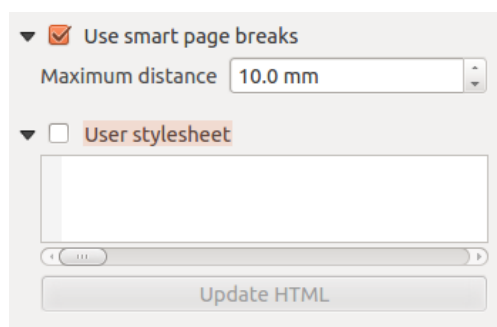 Use smart page breaks
Maximum distance 10.0 mm
User stylesheet
Update HTML